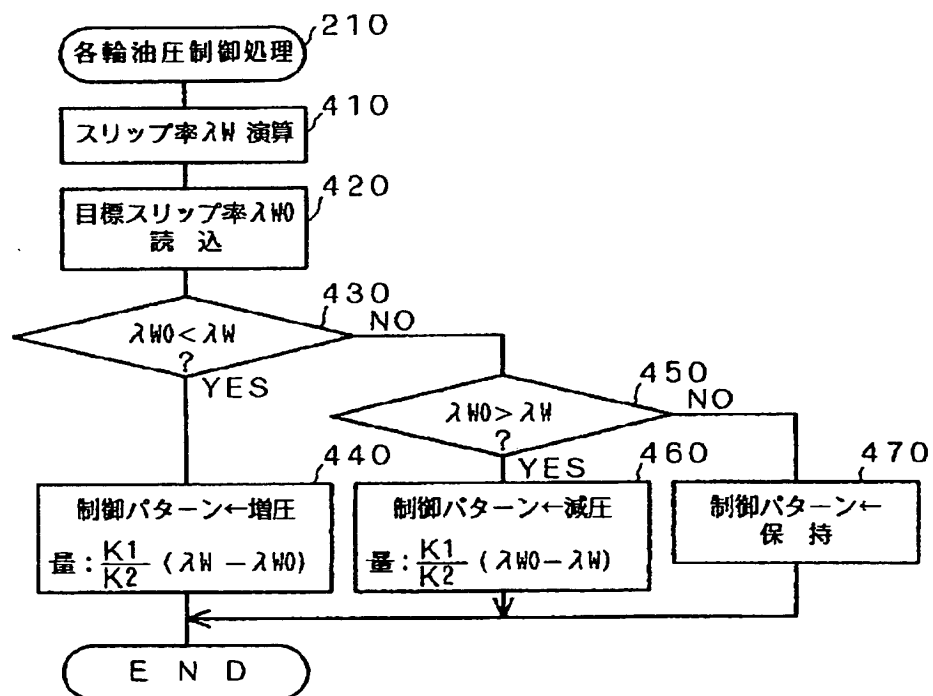 210
各輪油圧制御処理
410
スリップ率λW 演算
420
目標スリップ率λW0
読 込
430
λW0<λW
?
NO
YES
450
λW0>λW
?
NO
YES
440
制御パターン←増圧
量:K1/K2 (λW −λW0)
460
制御パターン←減圧
量:K1/K2 (λW0−λW)
470
制御パターン←
保 持
E N D